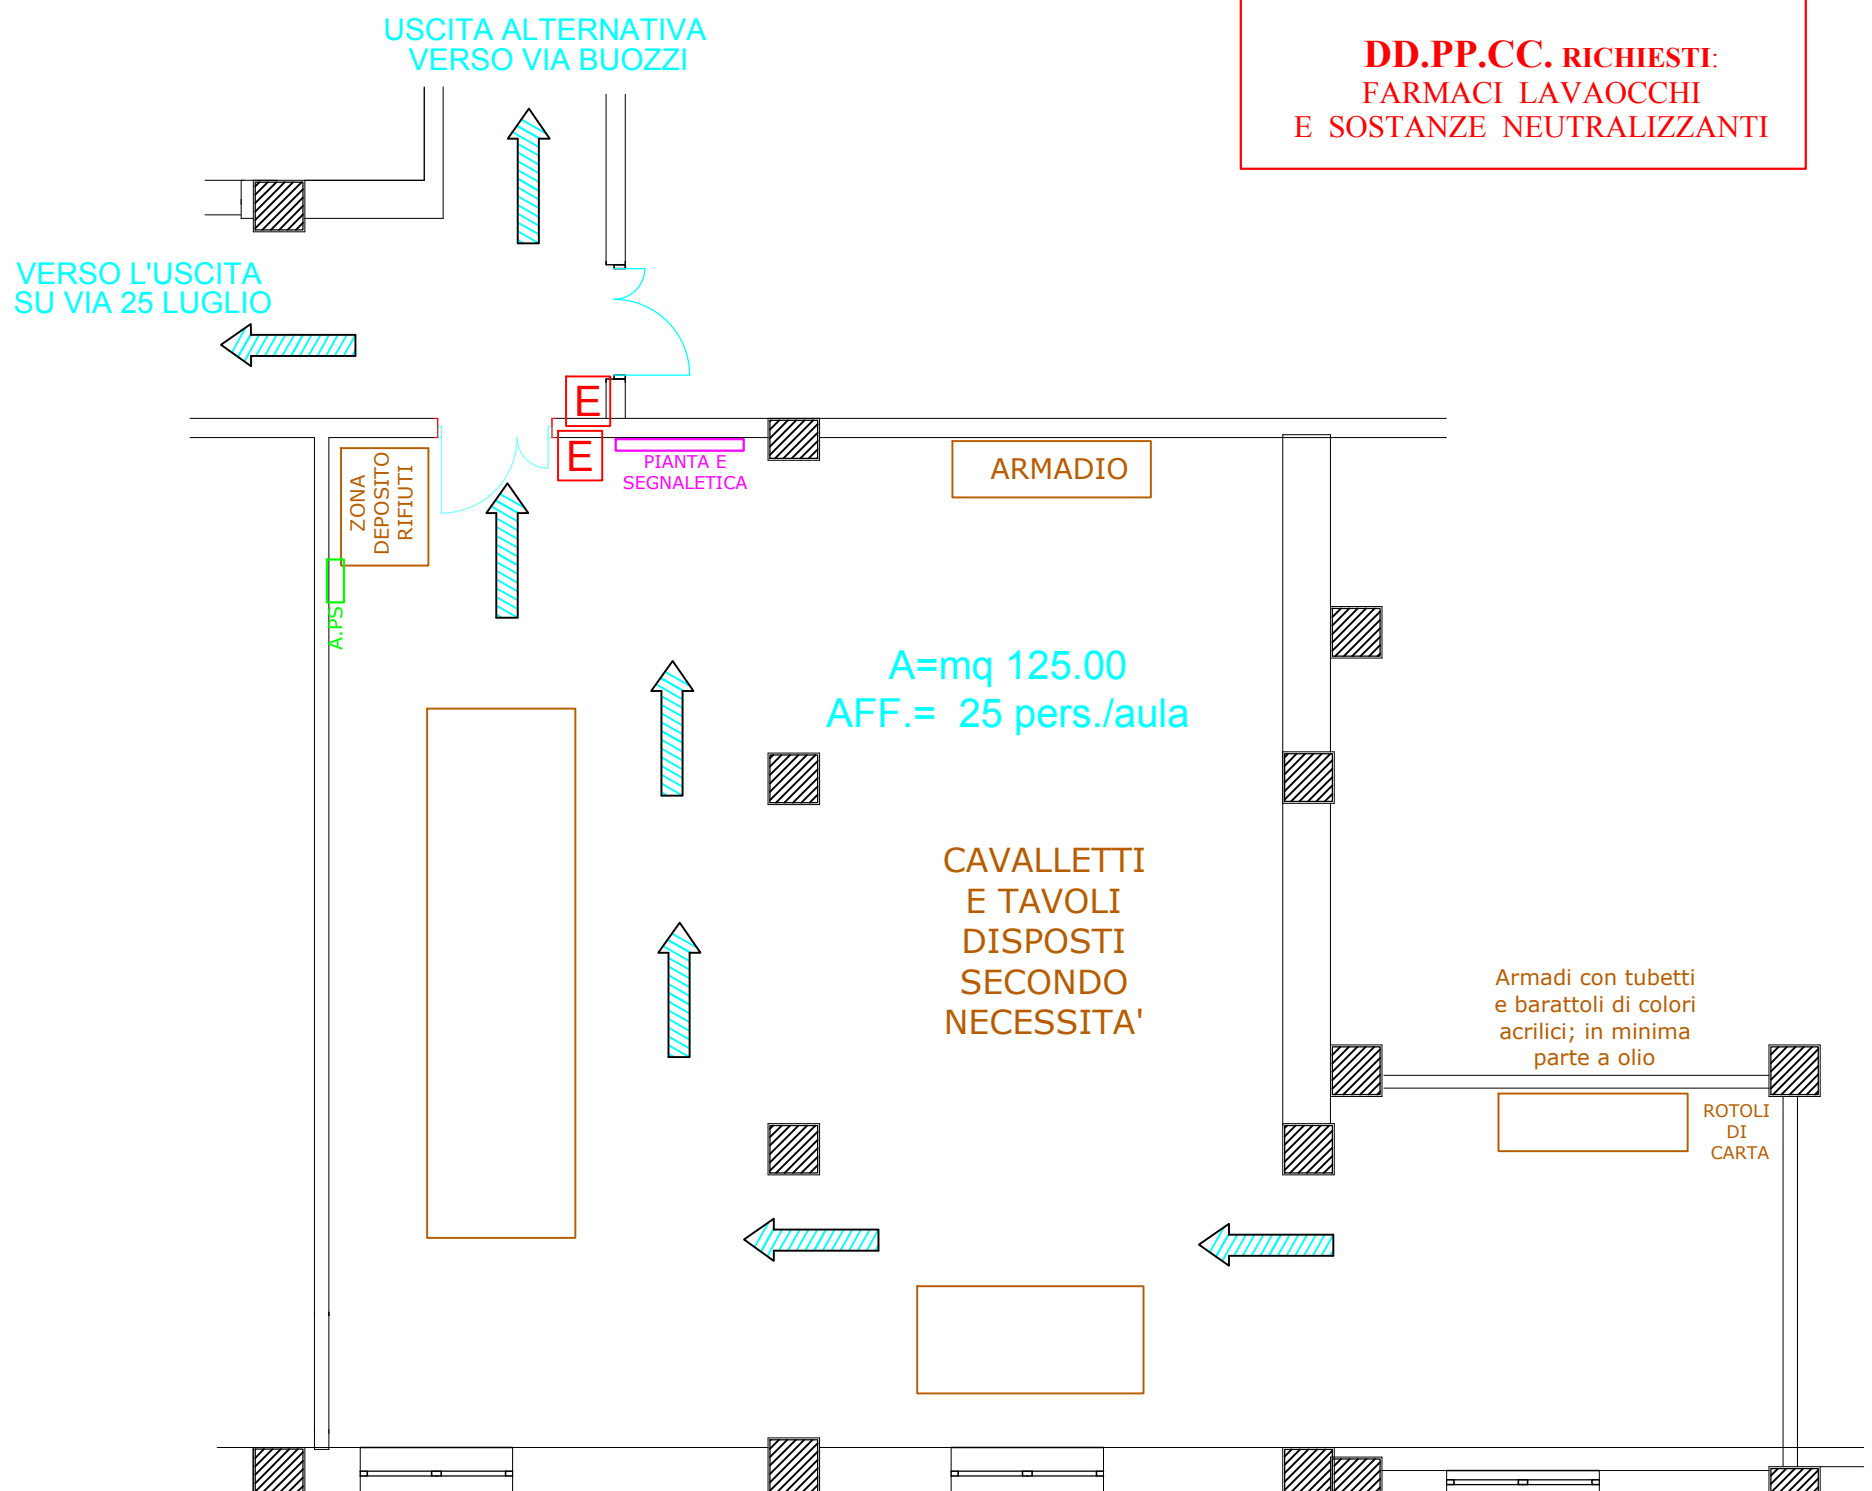 USCITA ALTERNATIVA
VERSO VIA BUOZZI
DD.PP.CC. RICHIESTI:
FARMACI LAVAOCCHI
E SOSTANZE NEUTRALIZZANTI
VERSO L'USCITA
SU VIA 25 LUGLIO
E
E
PIANTA E
SEGNALETICA
ZONA
DEPOSITO
RIFIUTI
ARMADIO
A.PS
A=mq 125.00
AFF.= 25 pers./aula
CAVALLETTI
E TAVOLI
DISPOSTI
SECONDO
NECESSITA'
Armadi con tubetti
e barattoli di colori
acrilici; in minima
parte a olio
ROTOLI
DI
CARTA